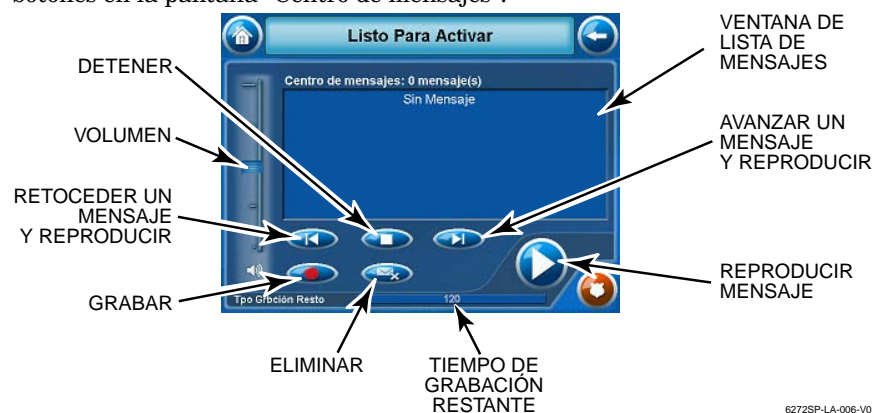 botones en la pantalla "Centro de mensajes".
Listo Para Activar
VENTANA DE
LISTA DE
MENSAJES
DETENER
Centro de mensajes: 0 mensaje(s)
Sin Mensaje
VOLUMEN
AVANZAR UN
MENSAJE
Y REPRODUCIR
RETOCEDER UN
MENSAJE
Y REPRODUCIR
REPRODUCIR
MENSAJE
GRABAR
Tpo Grbción Resto
120
ELIMINAR
TIEMPO DE
GRABACIÓN
RESTANTE
6272SP-LA-006-V0